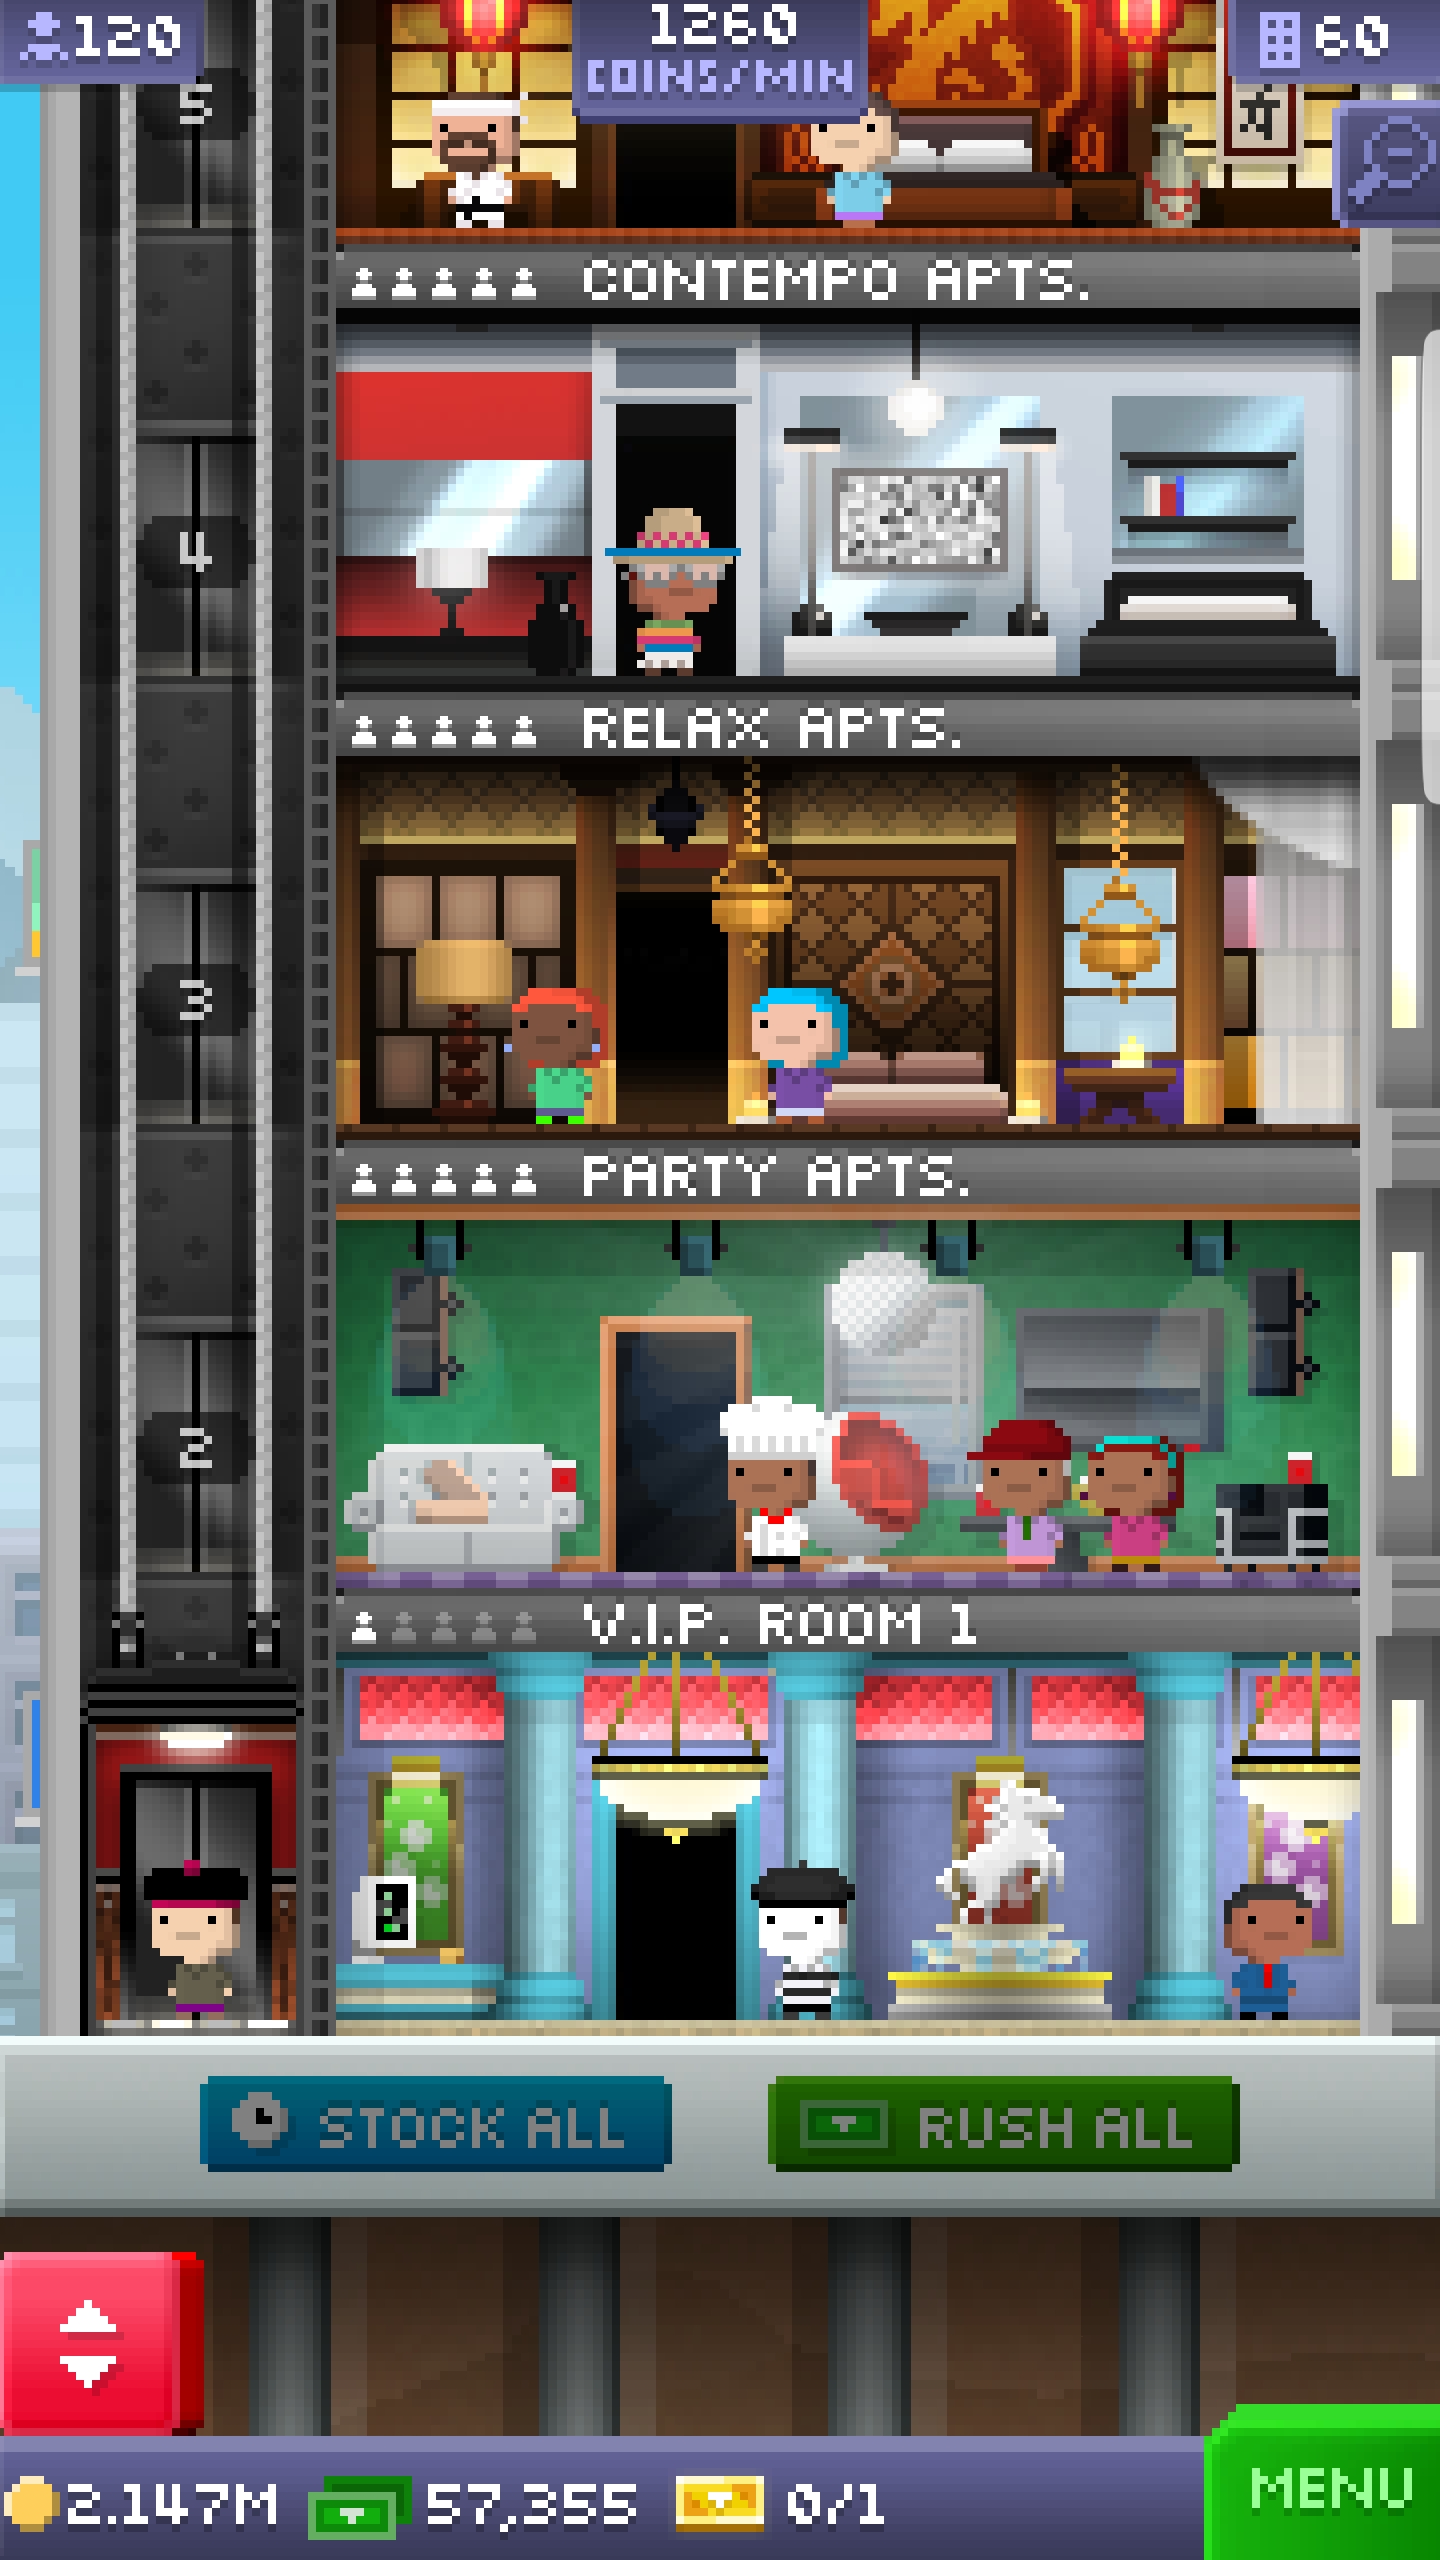 120
1260
COINS/MIN
60
5
CONTEMPO APTS.
4
RELAX APTS.
3
PARTY APTS.
2
V.I.P. ROOM 1
STOCK ALL
RUSH ALL
2.147M
57,355
0/1
MENU